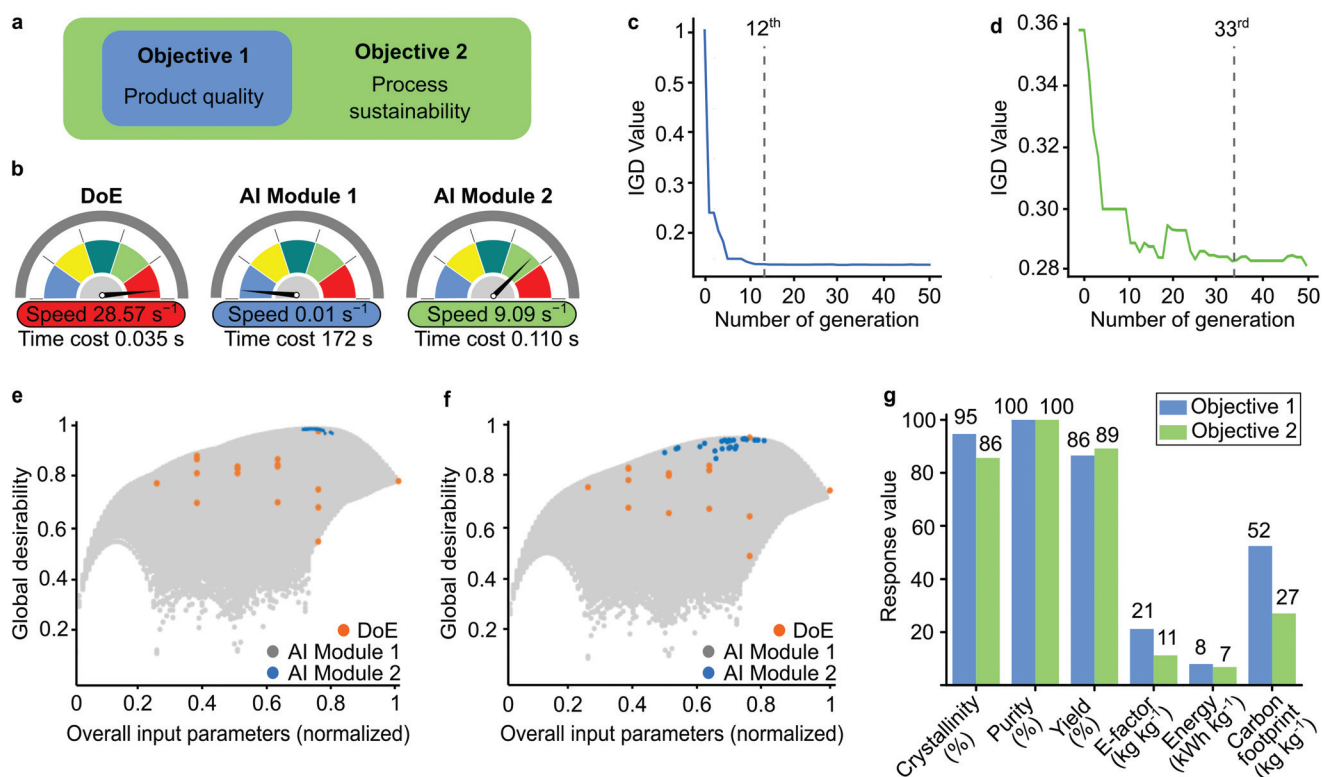 a
Objective 1
Product quality
Objective 2
Process
sustainability
b
DoE
Speed 28.57 s⁻¹
Time cost 0.035 s
AI Module 1
Speed 0.01 s⁻¹
Time cost 172 s
AI Module 2
Speed 9.09 s⁻¹
Time cost 0.110 s
c
12th
IGD Value
1
0.5
0.4
0.3
0.2
0 10 20 30 40 50
Number of generation
d
33rd
IGD Value
0.36
0.34
0.32
0.30
0.28
0 10 20 30 40 50
Number of generation
e
Global desirability
1
0.8
0.6
0.4
0.2
DoE
AI Module 1
AI Module 2
0 0.2 0.4 0.6 0.8 1
Overall input parameters (normalized)
f
Global desirability
1
0.8
0.6
0.4
0.2
DoE
AI Module 1
AI Module 2
0 0.2 0.4 0.6 0.8 1
Overall input parameters (normalized)
g
Objective 1
Objective 2
Response value
100
80
60
40
20
95 86 100 100 86 89 21 11 8 7 52 27
Crystallinity
(%)
Purity
(%)
Yield
(%)
E-factor
(kg kg⁻¹)
Energy
(kWh kg⁻¹)
Carbon
footprint
(kg kg⁻¹)